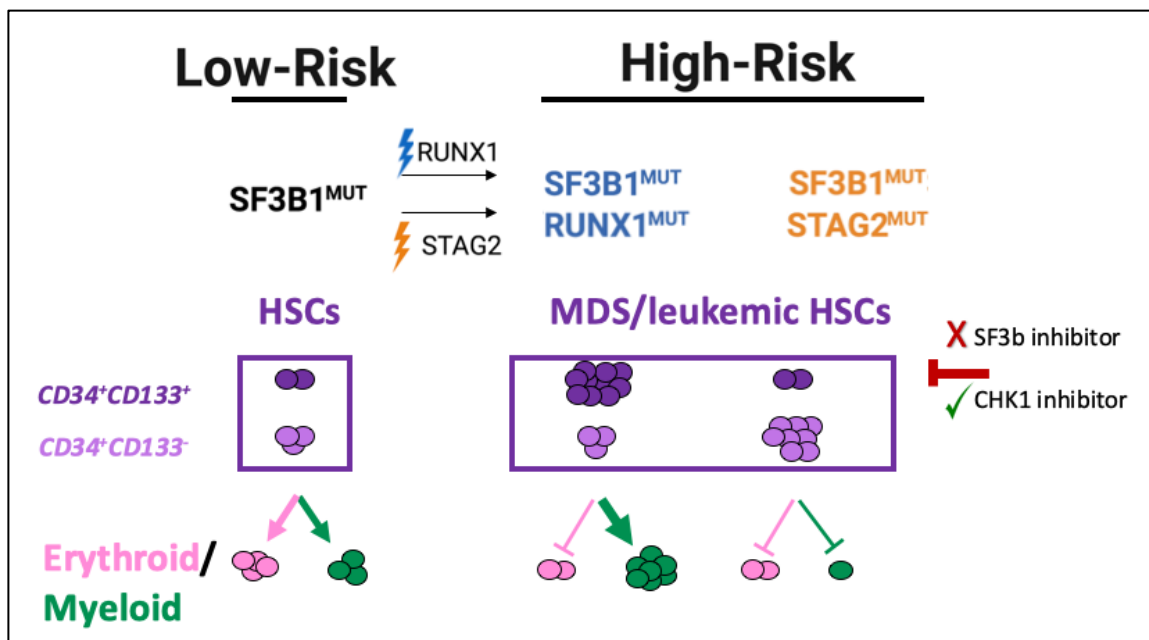 Low-Risk
High-Risk
RUNX1
SF3B1MUT
STAG2
SF3B1MUT
RUNX1MUT
SF3B1MUT
STAG2MUT
HSCs
MDS/leukemic HSCs
X SF3b inhibitor
✓ CHK1 inhibitor
CD34+CD133+
CD34+CD133-
Erythroid/
Myeloid